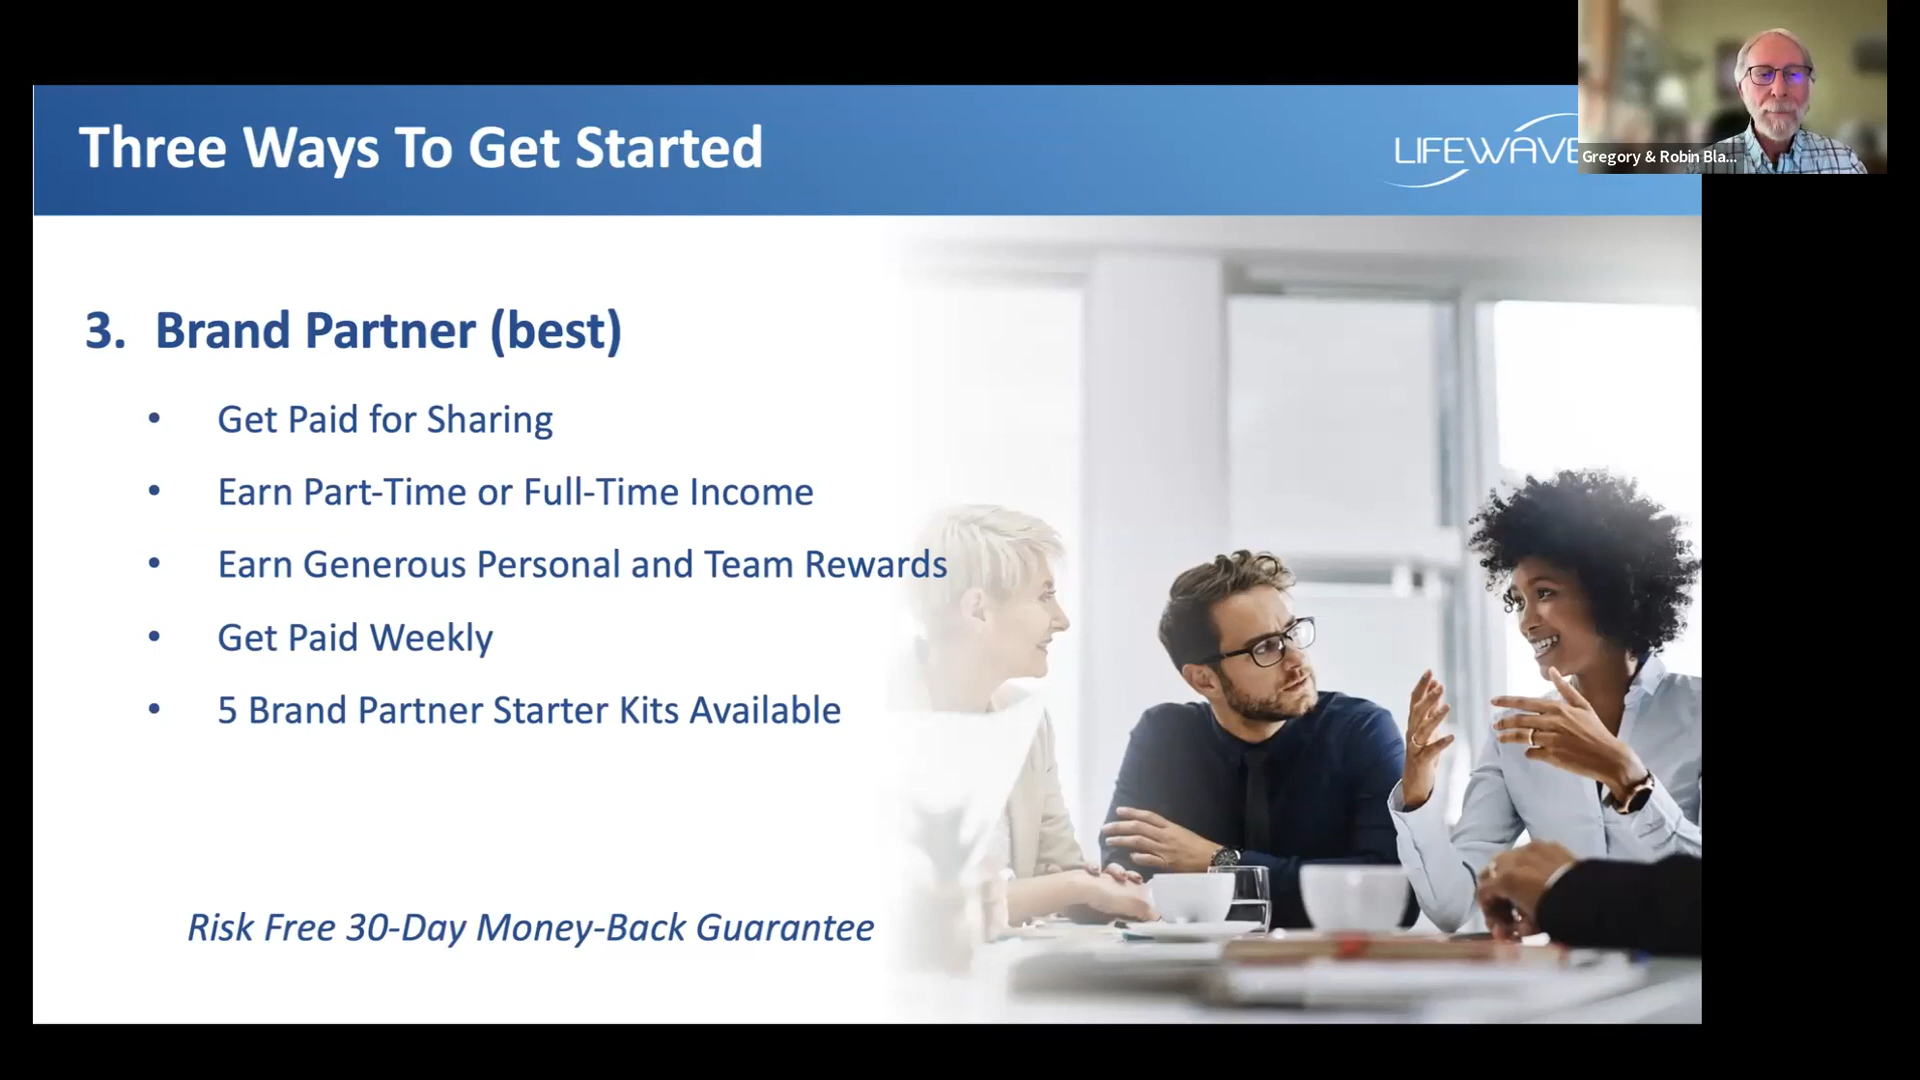 Three Ways To Get Started
LIFEWAVE
Gregory & Robin Bla...
3. Brand Partner (best)
• Get Paid for Sharing
• Earn Part-Time or Full-Time Income
• Earn Generous Personal and Team Rewards
• Get Paid Weekly
• 5 Brand Partner Starter Kits Available
Risk Free 30-Day Money-Back Guarantee